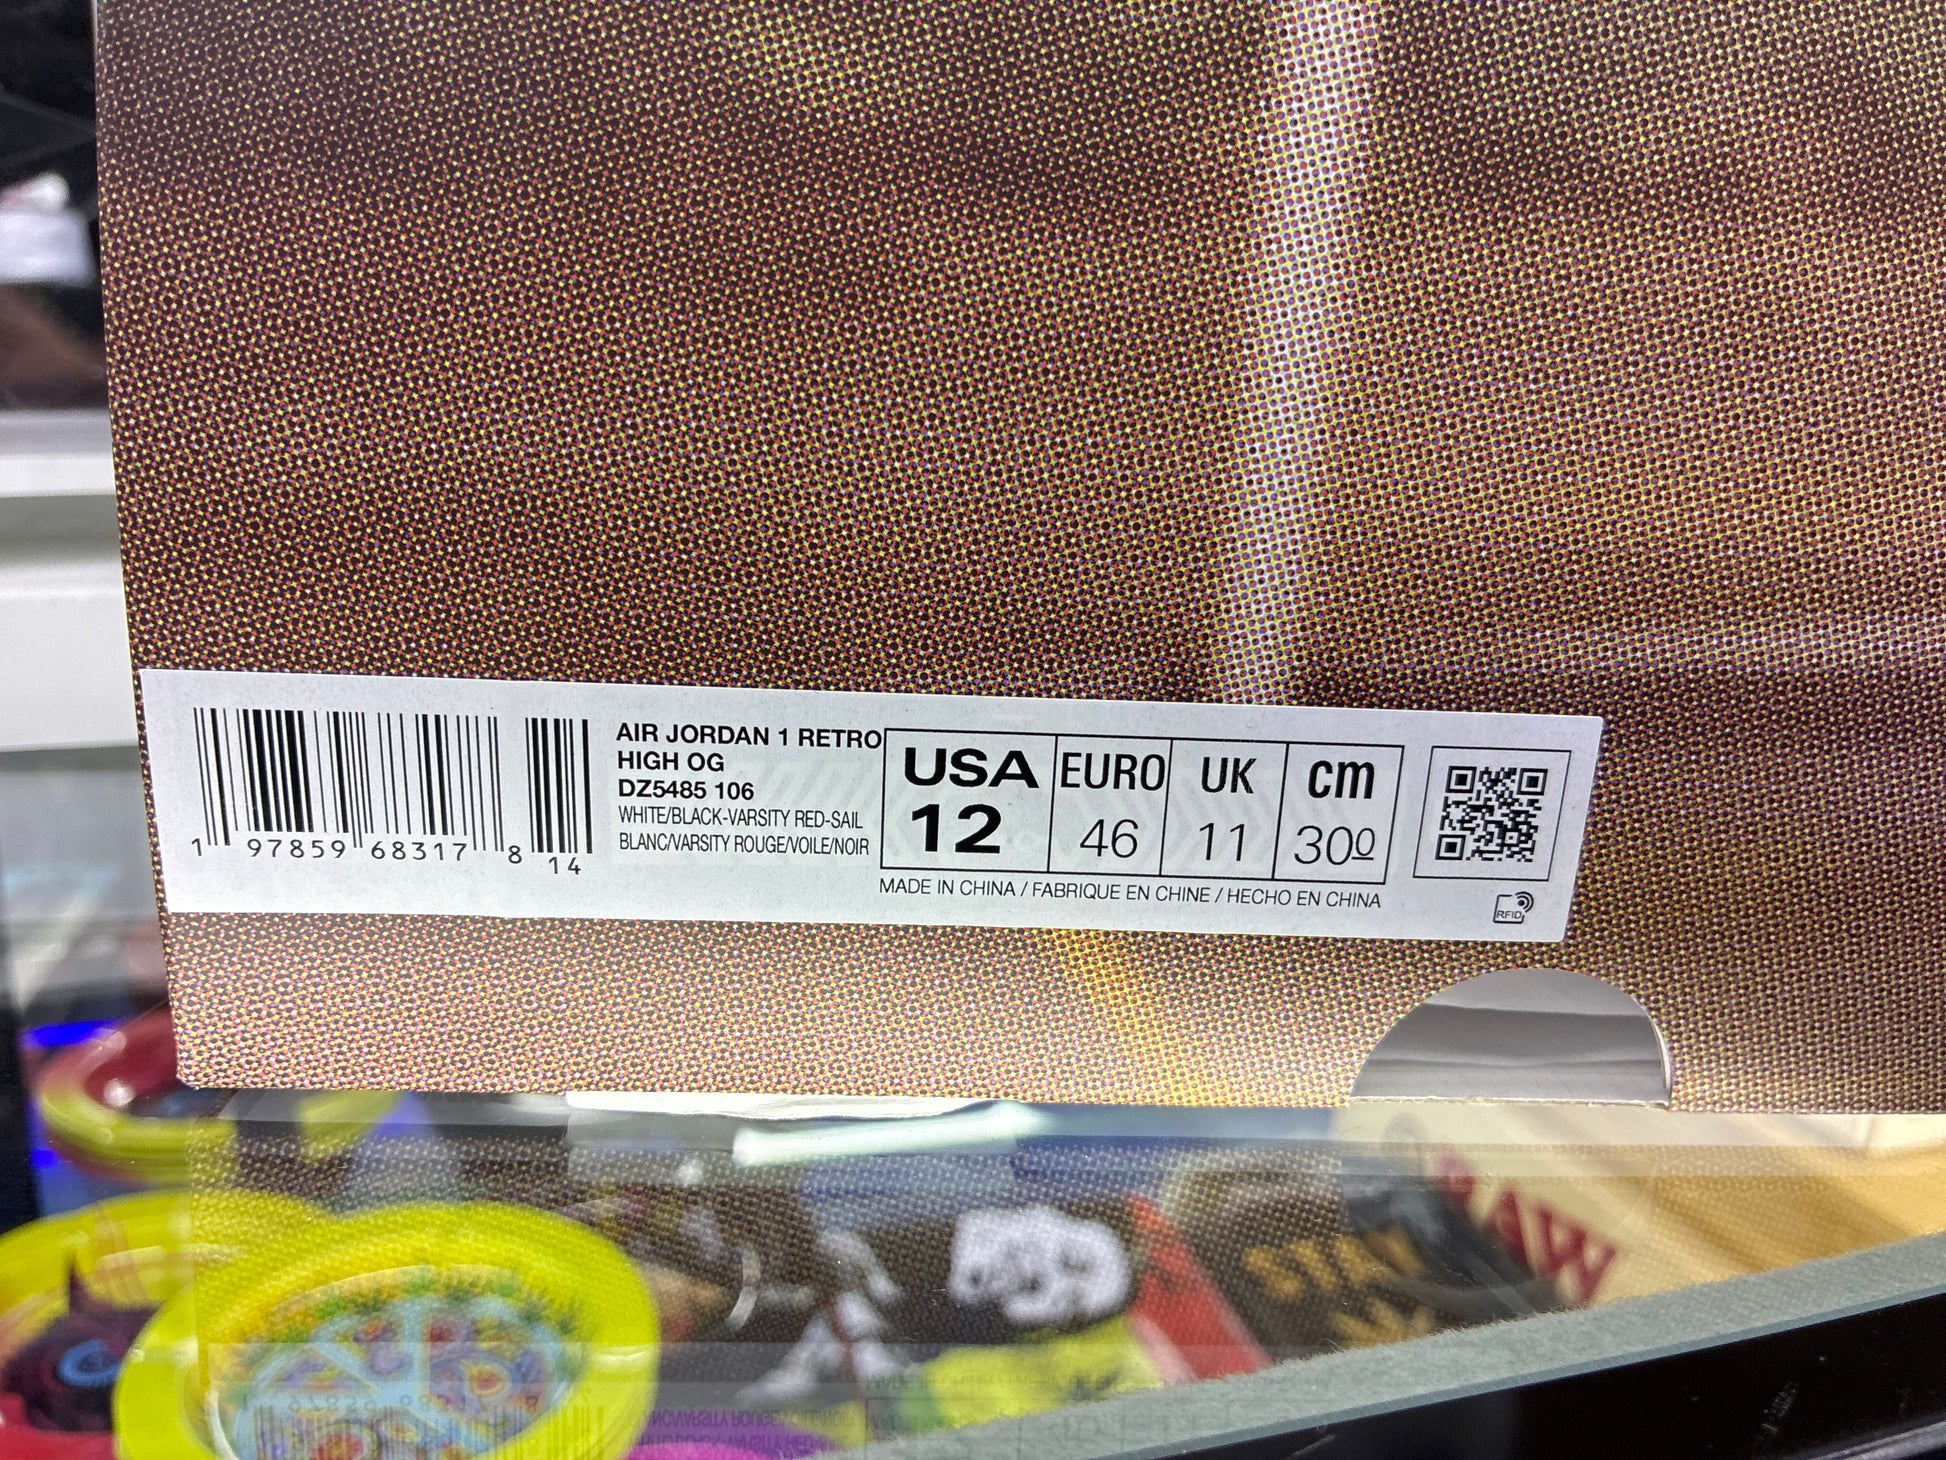 AIR JORDAN 1 RETRO
HIGH OG
DZ5485 106
WHITE/BLACK-VARSITY RED-SAIL
BLANC/VARSITY ROUGE/VOILE/NOIR
1 97859 68317 8 14
USA EURO UK cm
12 46 11 300
MADE IN CHINA / FABRIQUE EN CHINE / HECHO EN CHINA
RFID
RAW